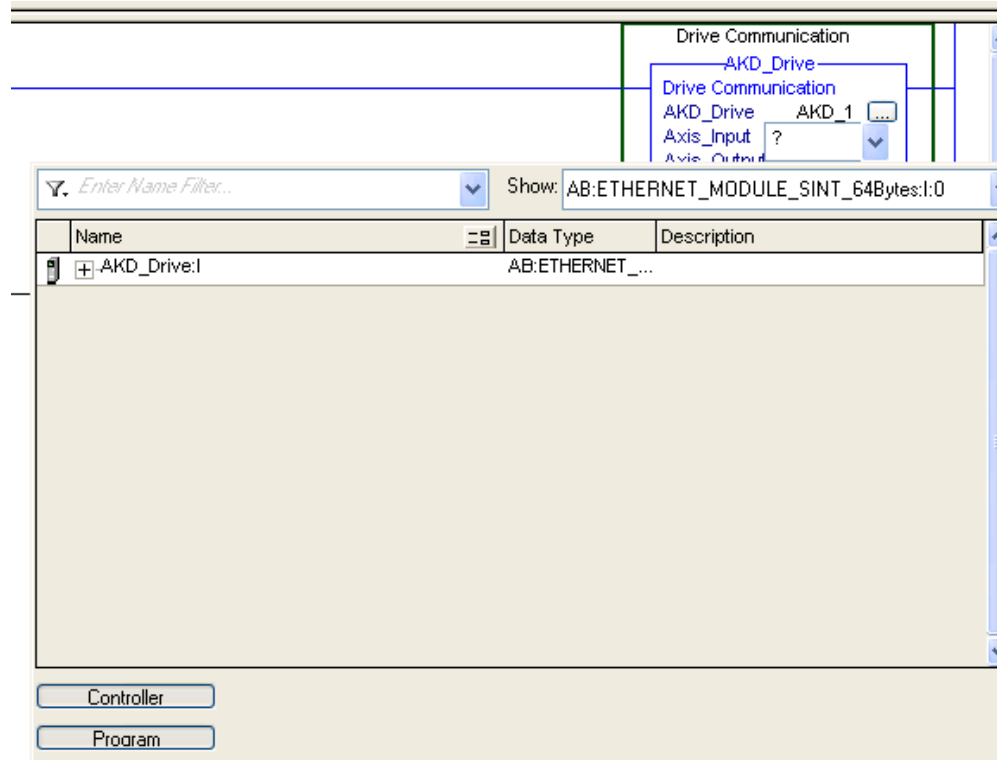 Drive Communication
AKD_Drive
Drive Communication
AKD_Drive AKD_1 ...
Axis_Input ?
Axis_Output
Enter Name Filter... Show: AB:ETHERNET_MODULE_SINT_64Bytes:I:0
Name Data Type Description
AKD_Drive:I AB:ETHERNET_...
Controller
Program